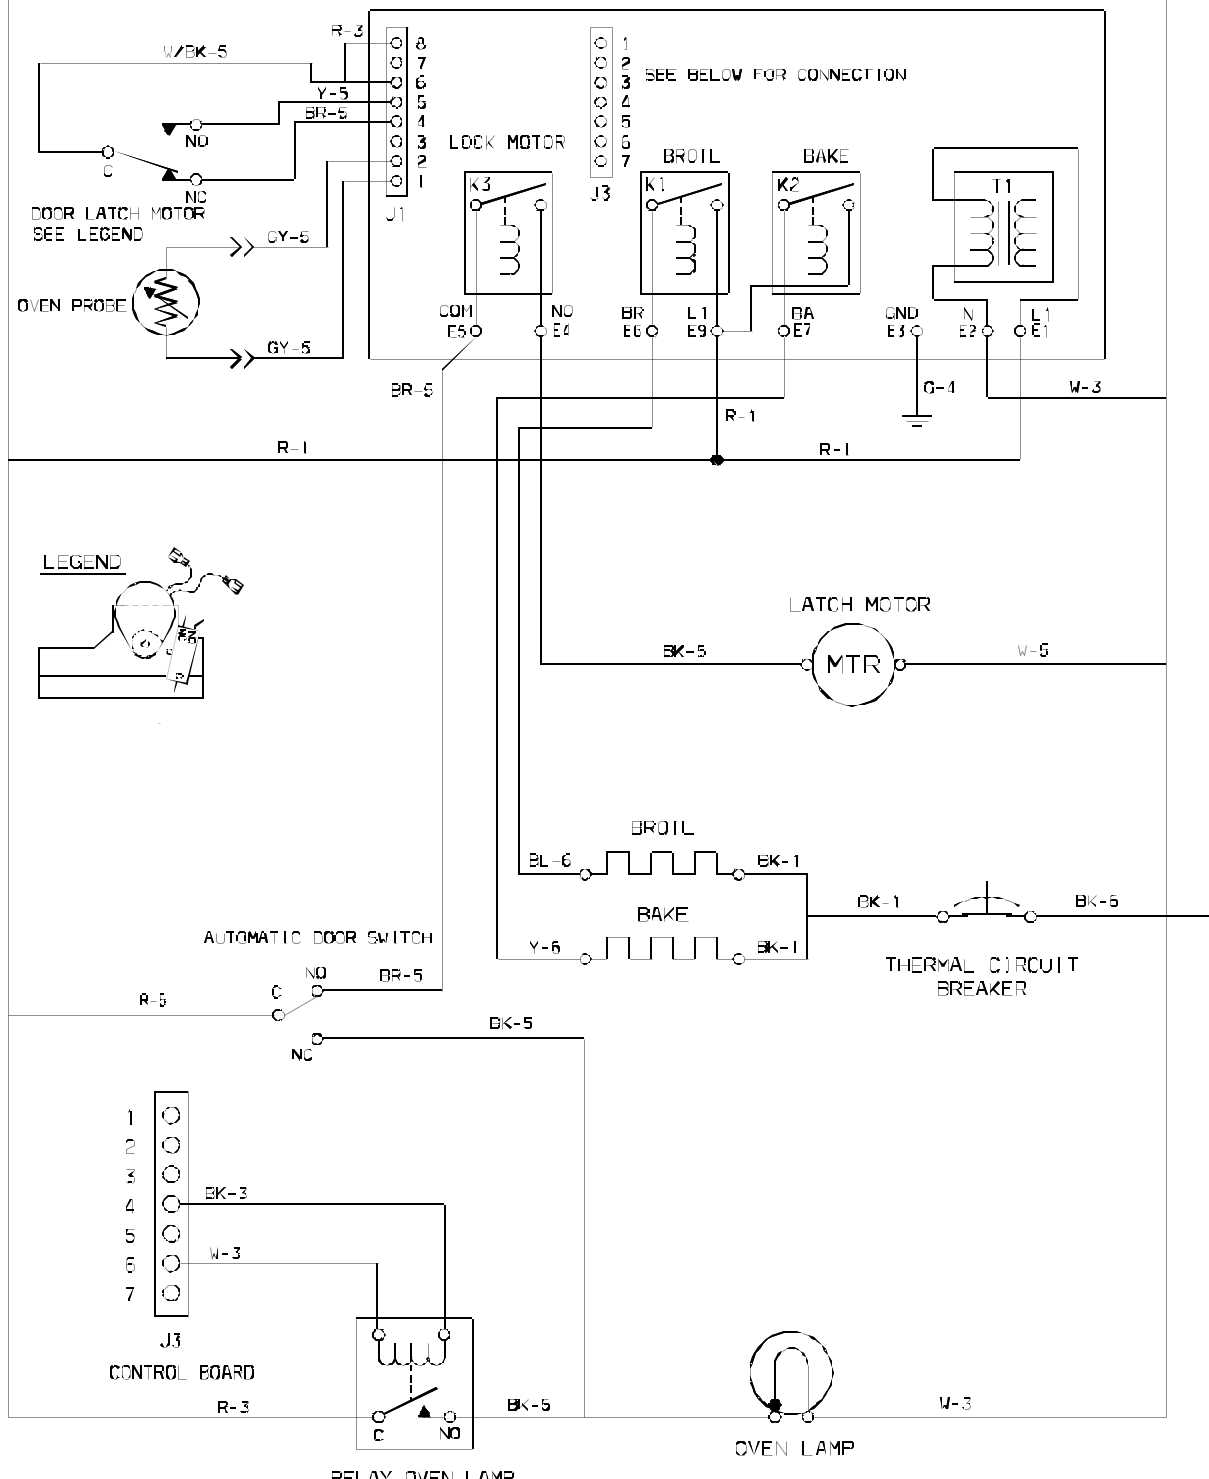 R-3
W/BK-5
Y-5
BR-5
8
7
6
5
4
3
2
1
J1
1
2
3
4
5
6
7
J3
SEE BELOW FOR CONNECTION
LOCK MOTOR
BROIL
BAKE
K3
K1
K2
T1
NO
C
NC
DOOR LATCH MOTOR
SEE LEGEND
GY-5
OVEN PROBE
GY-5
COM
E5
NO
E4
BR
E6
L1
E9
BA
E7
GND
E3
N
E2
L1
E1
BR-5
R-1
G-4
W-3
R-1
R-1
LEGEND
LATCH MOTOR
BK-5
MTR
W-5
BROIL
BL-6
BK-1
BAKE
Y-6
BK-1
BK-1
BK-6
THERMAL CIRCUIT
BREAKER
AUTOMATIC DOOR SWITCH
NO
BR-5
C
R-5
NC
BK-5
1
2
3
4
5
6
7
BK-3
W-3
J3
CONTROL BOARD
R-3
C
NO
BK-5
W-3
OVEN LAMP
RELAY OVEN LAMP